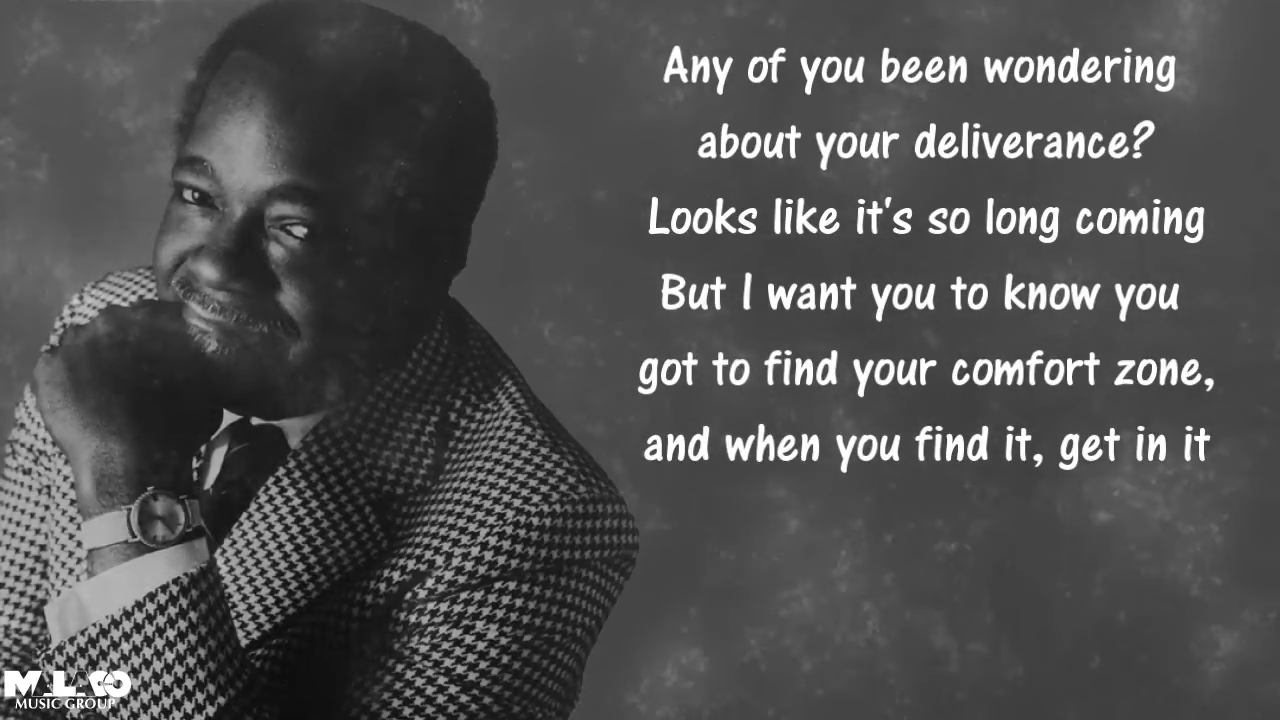 Any of you been wondering
about your deliverance?
Looks like it's so long coming
But I want you to know you
got to find your comfort zone,
and when you find it, get in it
MALACO
MUSIC GROUP